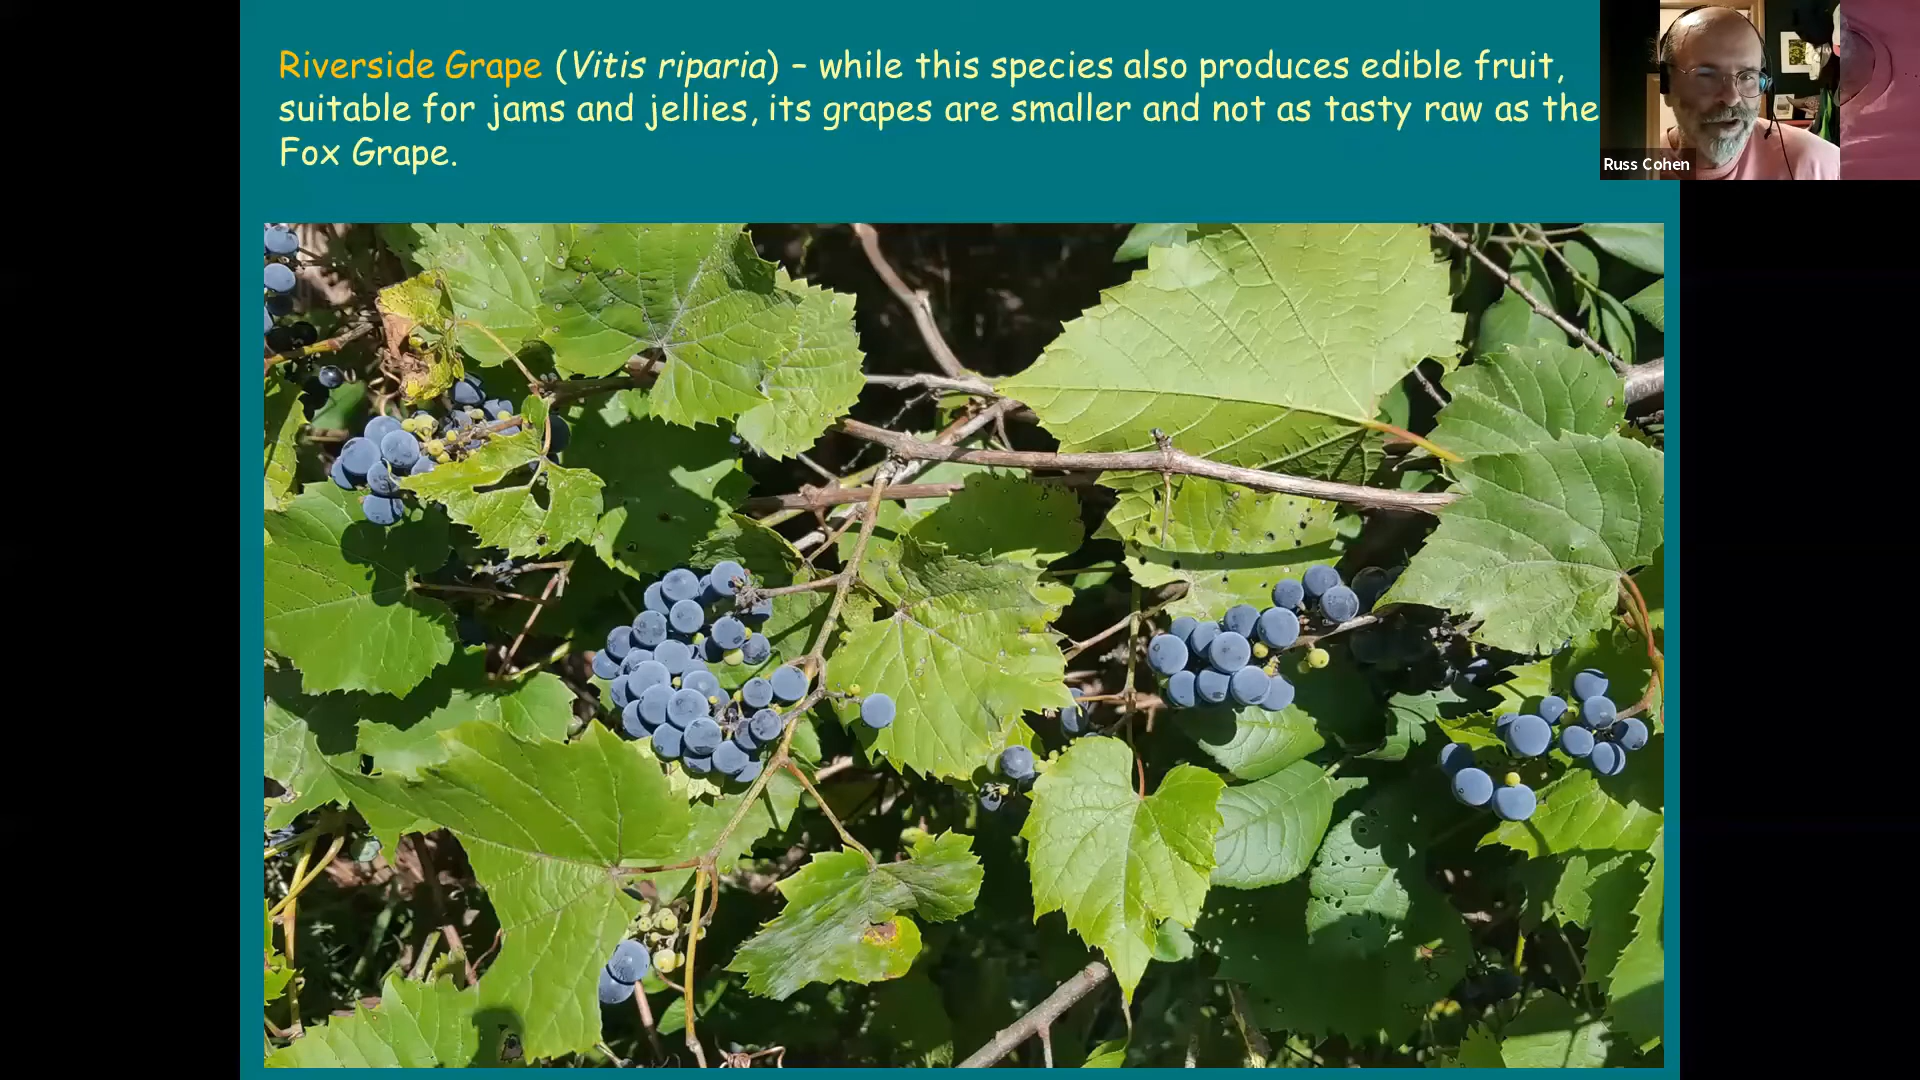 Riverside Grape (Vitis riparia) – while this species also produces edible fruit,
suitable for jams and jellies, its grapes are smaller and not as tasty raw as the
Fox Grape.
Russ Cohen